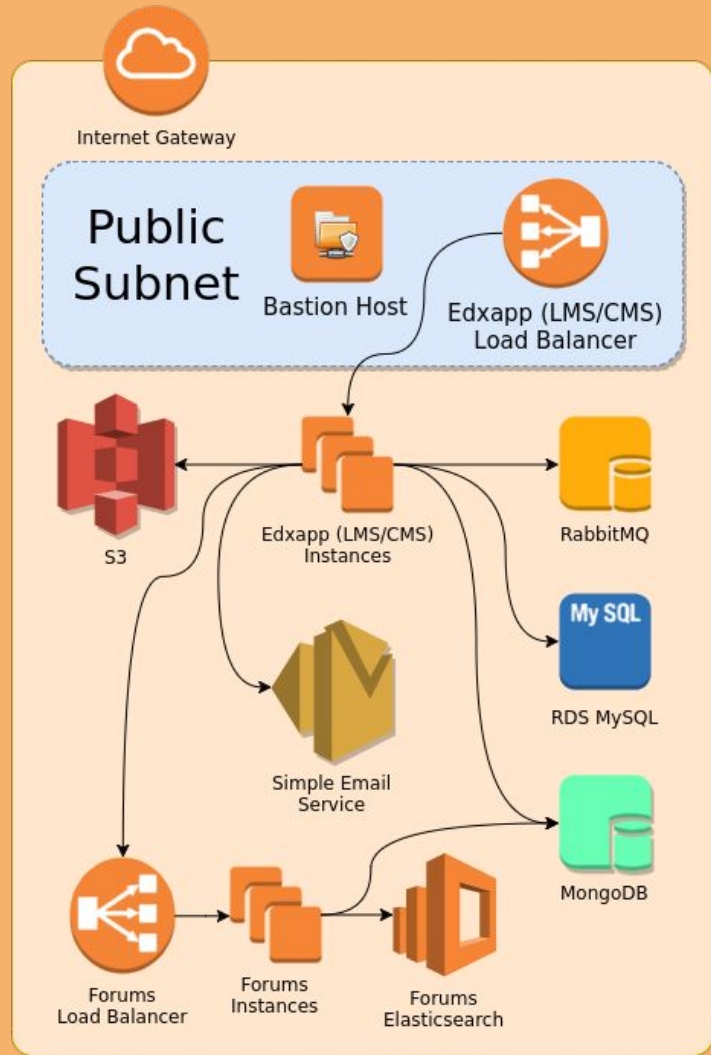 Internet Gateway
Public
Subnet
Bastion Host
Edxapp (LMS/CMS)
Load Balancer
S3
Edxapp (LMS/CMS)
Instances
RabbitMQ
My SQL
RDS MySQL
Simple Email
Service
MongoDB
Forums
Load Balancer
Forums
Instances
Forums
Elasticsearch